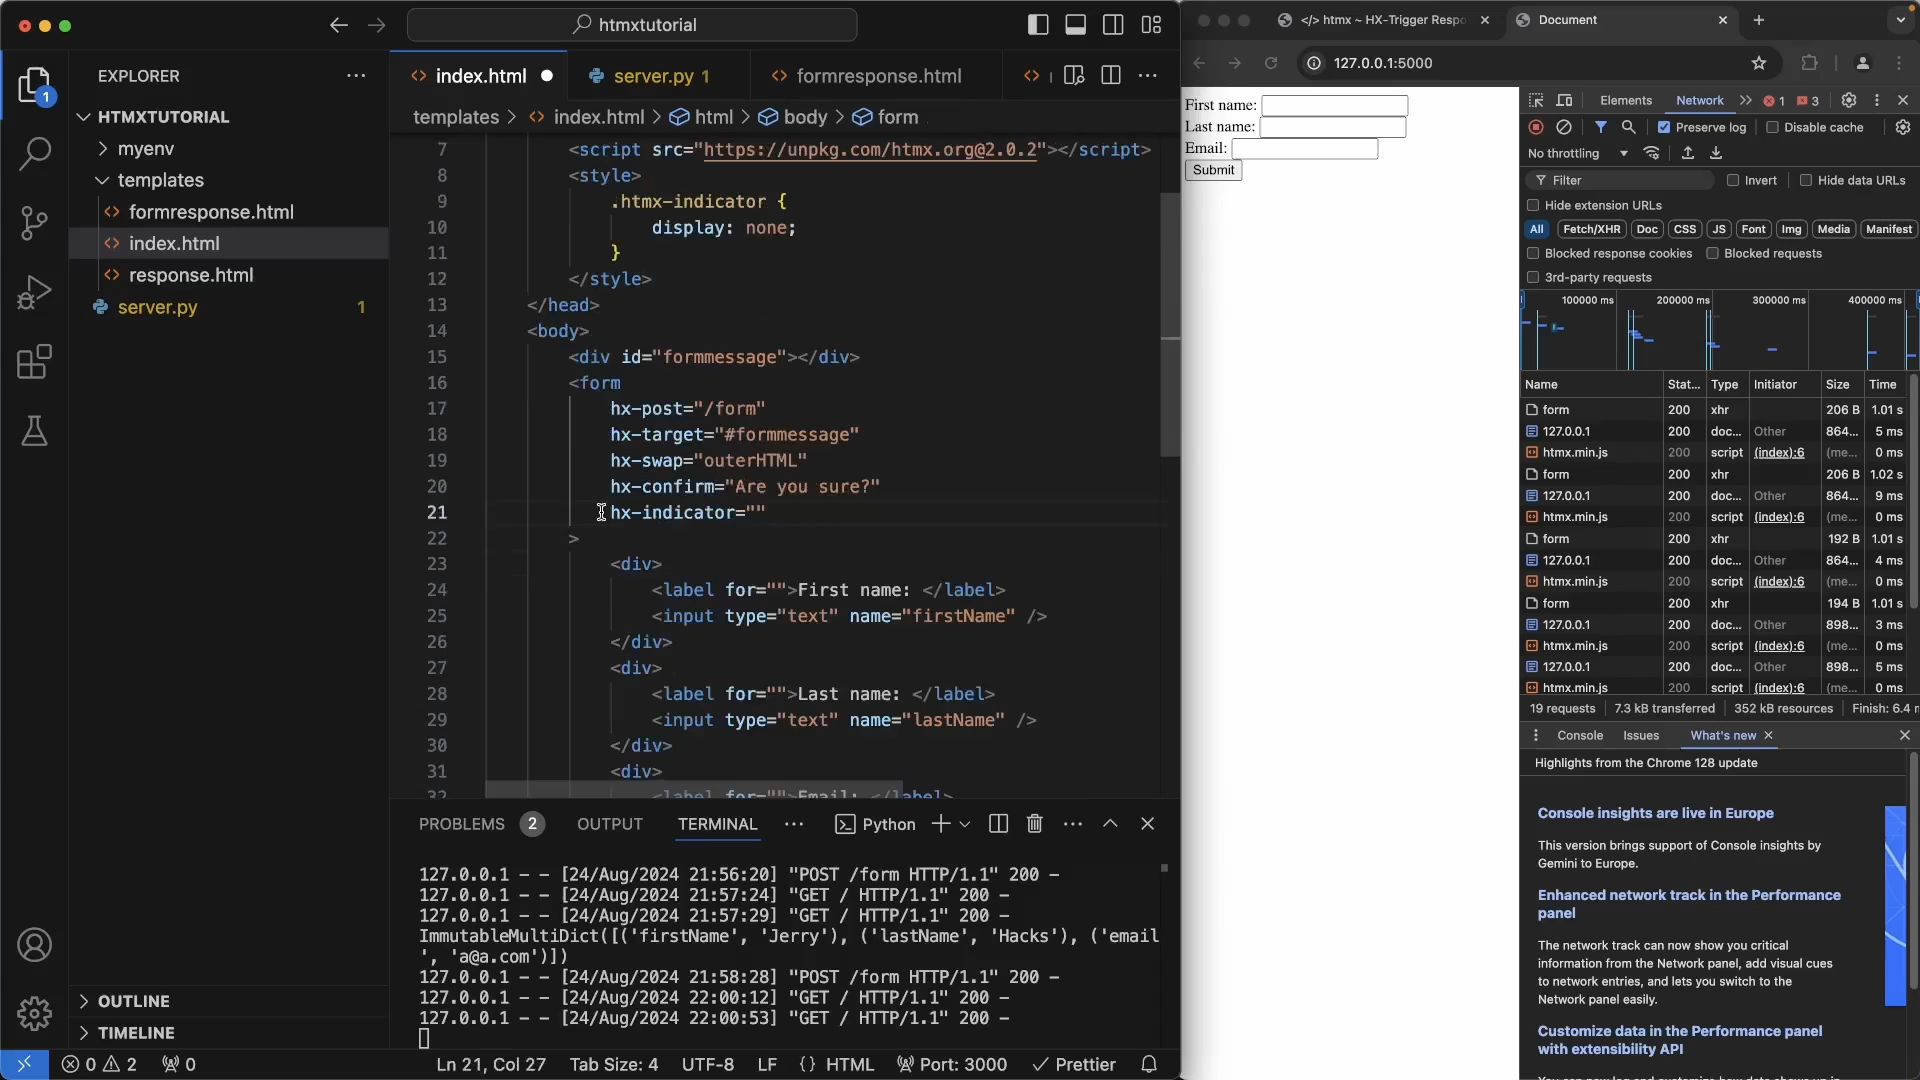 htmxtutorial
</> htmx ~ HX-Trigger Respo
Document
127.0.0.1:5000
EXPLORER
HTMXTUTORIAL
myenv
templates
formresponse.html
index.html
response.html
server.py 1
OUTLINE
TIMELINE
1
index.html
server.py 1
formresponse.html
templates > index.html > html > body > form
7 <script src="https://unpkg.com/htmx.org@2.0.2"></script>
8 <style>
9 .htmx-indicator {
10 display: none;
11 }
12 </style>
13 </head>
14 <body>
15 <div id="formmessage"></div>
16 <form
17 hx-post="/form"
18 hx-target="#formmessage"
19 hx-swap="outerHTML"
20 hx-confirm="Are you sure?"
21 hx-indicator=""
22 >
23 <div>
24 <label for="">First name: </label>
25 <input type="text" name="firstName" />
26 </div>
27 <div>
28 <label for="">Last name: </label>
29 <input type="text" name="lastName" />
30 </div>
31 <div>
32 <label for="">Email: </label>
PROBLEMS 2 OUTPUT TERMINAL Python
127.0.0.1 - - [24/Aug/2024 21:56:20] "POST /form HTTP/1.1" 200 -
127.0.0.1 - - [24/Aug/2024 21:57:24] "GET / HTTP/1.1" 200 -
127.0.0.1 - - [24/Aug/2024 21:57:29] "GET / HTTP/1.1" 200 -
ImmutableMultiDict([('firstName', 'Jerry'), ('lastName', 'Hacks'), ('email
', 'a@a.com')])
127.0.0.1 - - [24/Aug/2024 21:58:28] "POST /form HTTP/1.1" 200 -
127.0.0.1 - - [24/Aug/2024 22:00:12] "GET / HTTP/1.1" 200 -
127.0.0.1 - - [24/Aug/2024 22:00:53] "GET / HTTP/1.1" 200 -
0 2 0 Ln 21, Col 27 Tab Size: 4 UTF-8 LF {} HTML Port: 3000 Prettier
First name:
Last name:
Email:
Submit
Elements Network 1 3
Preserve log Disable cache
No throttling
Filter Invert Hide data URLs
Hide extension URLs
All Fetch/XHR Doc CSS JS Font Img Media Manifest
Blocked response cookies Blocked requests
3rd-party requests
100000 ms 200000 ms 300000 ms 400000 ms
Name Stat... Type Initiator Size Time
form 200 xhr 206 B 1.01 s
127.0.0.1 200 doc... Other 864... 5 ms
htmx.min.js 200 script (index):6 (me... 0 ms
form 200 xhr 206 B 1.02 s
127.0.0.1 200 doc... Other 864... 9 ms
htmx.min.js 200 script (index):6 (me... 0 ms
form 200 xhr 192 B 1.01 s
127.0.0.1 200 doc... Other 864... 4 ms
htmx.min.js 200 script (index):6 (me... 0 ms
form 200 xhr 194 B 1.01 s
127.0.0.1 200 doc... Other 898... 3 ms
htmx.min.js 200 script (index):6 (me... 0 ms
127.0.0.1 200 doc... Other 898... 5 ms
htmx.min.js 200 script (index):6 (me... 0 ms
19 requests 7.3 kB transferred 352 kB resources Finish: 6.4 m
Console Issues What's new
Highlights from the Chrome 128 update
Console insights are live in Europe
This version brings support of Console insights by
Gemini to Europe.
Enhanced network track in the Performance
panel
The network track can now show you critical
information from the Network panel, add visual cues
to network entries, and lets you switch to the
Network panel easily.
Customize data in the Performance panel
with extensibility API